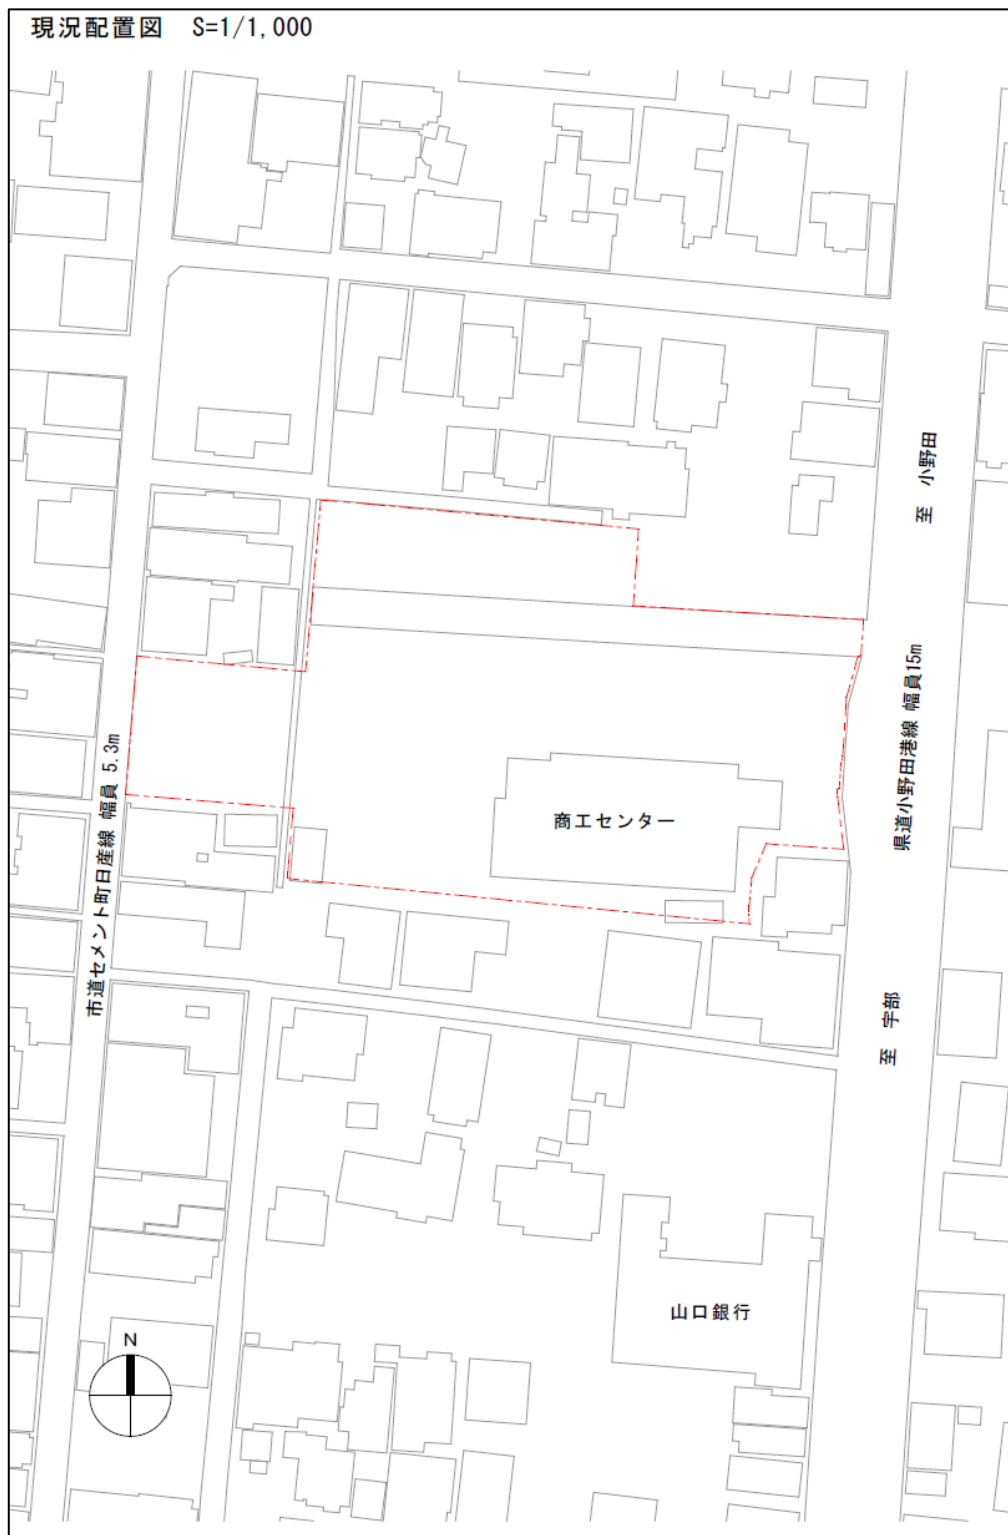 現況配置図 S=1/1,000
至 小野田
県道小野田港線 幅員15m
市道セメント町日産線 幅員 5.3m
商工センター
至 宇部
山口銀行
N